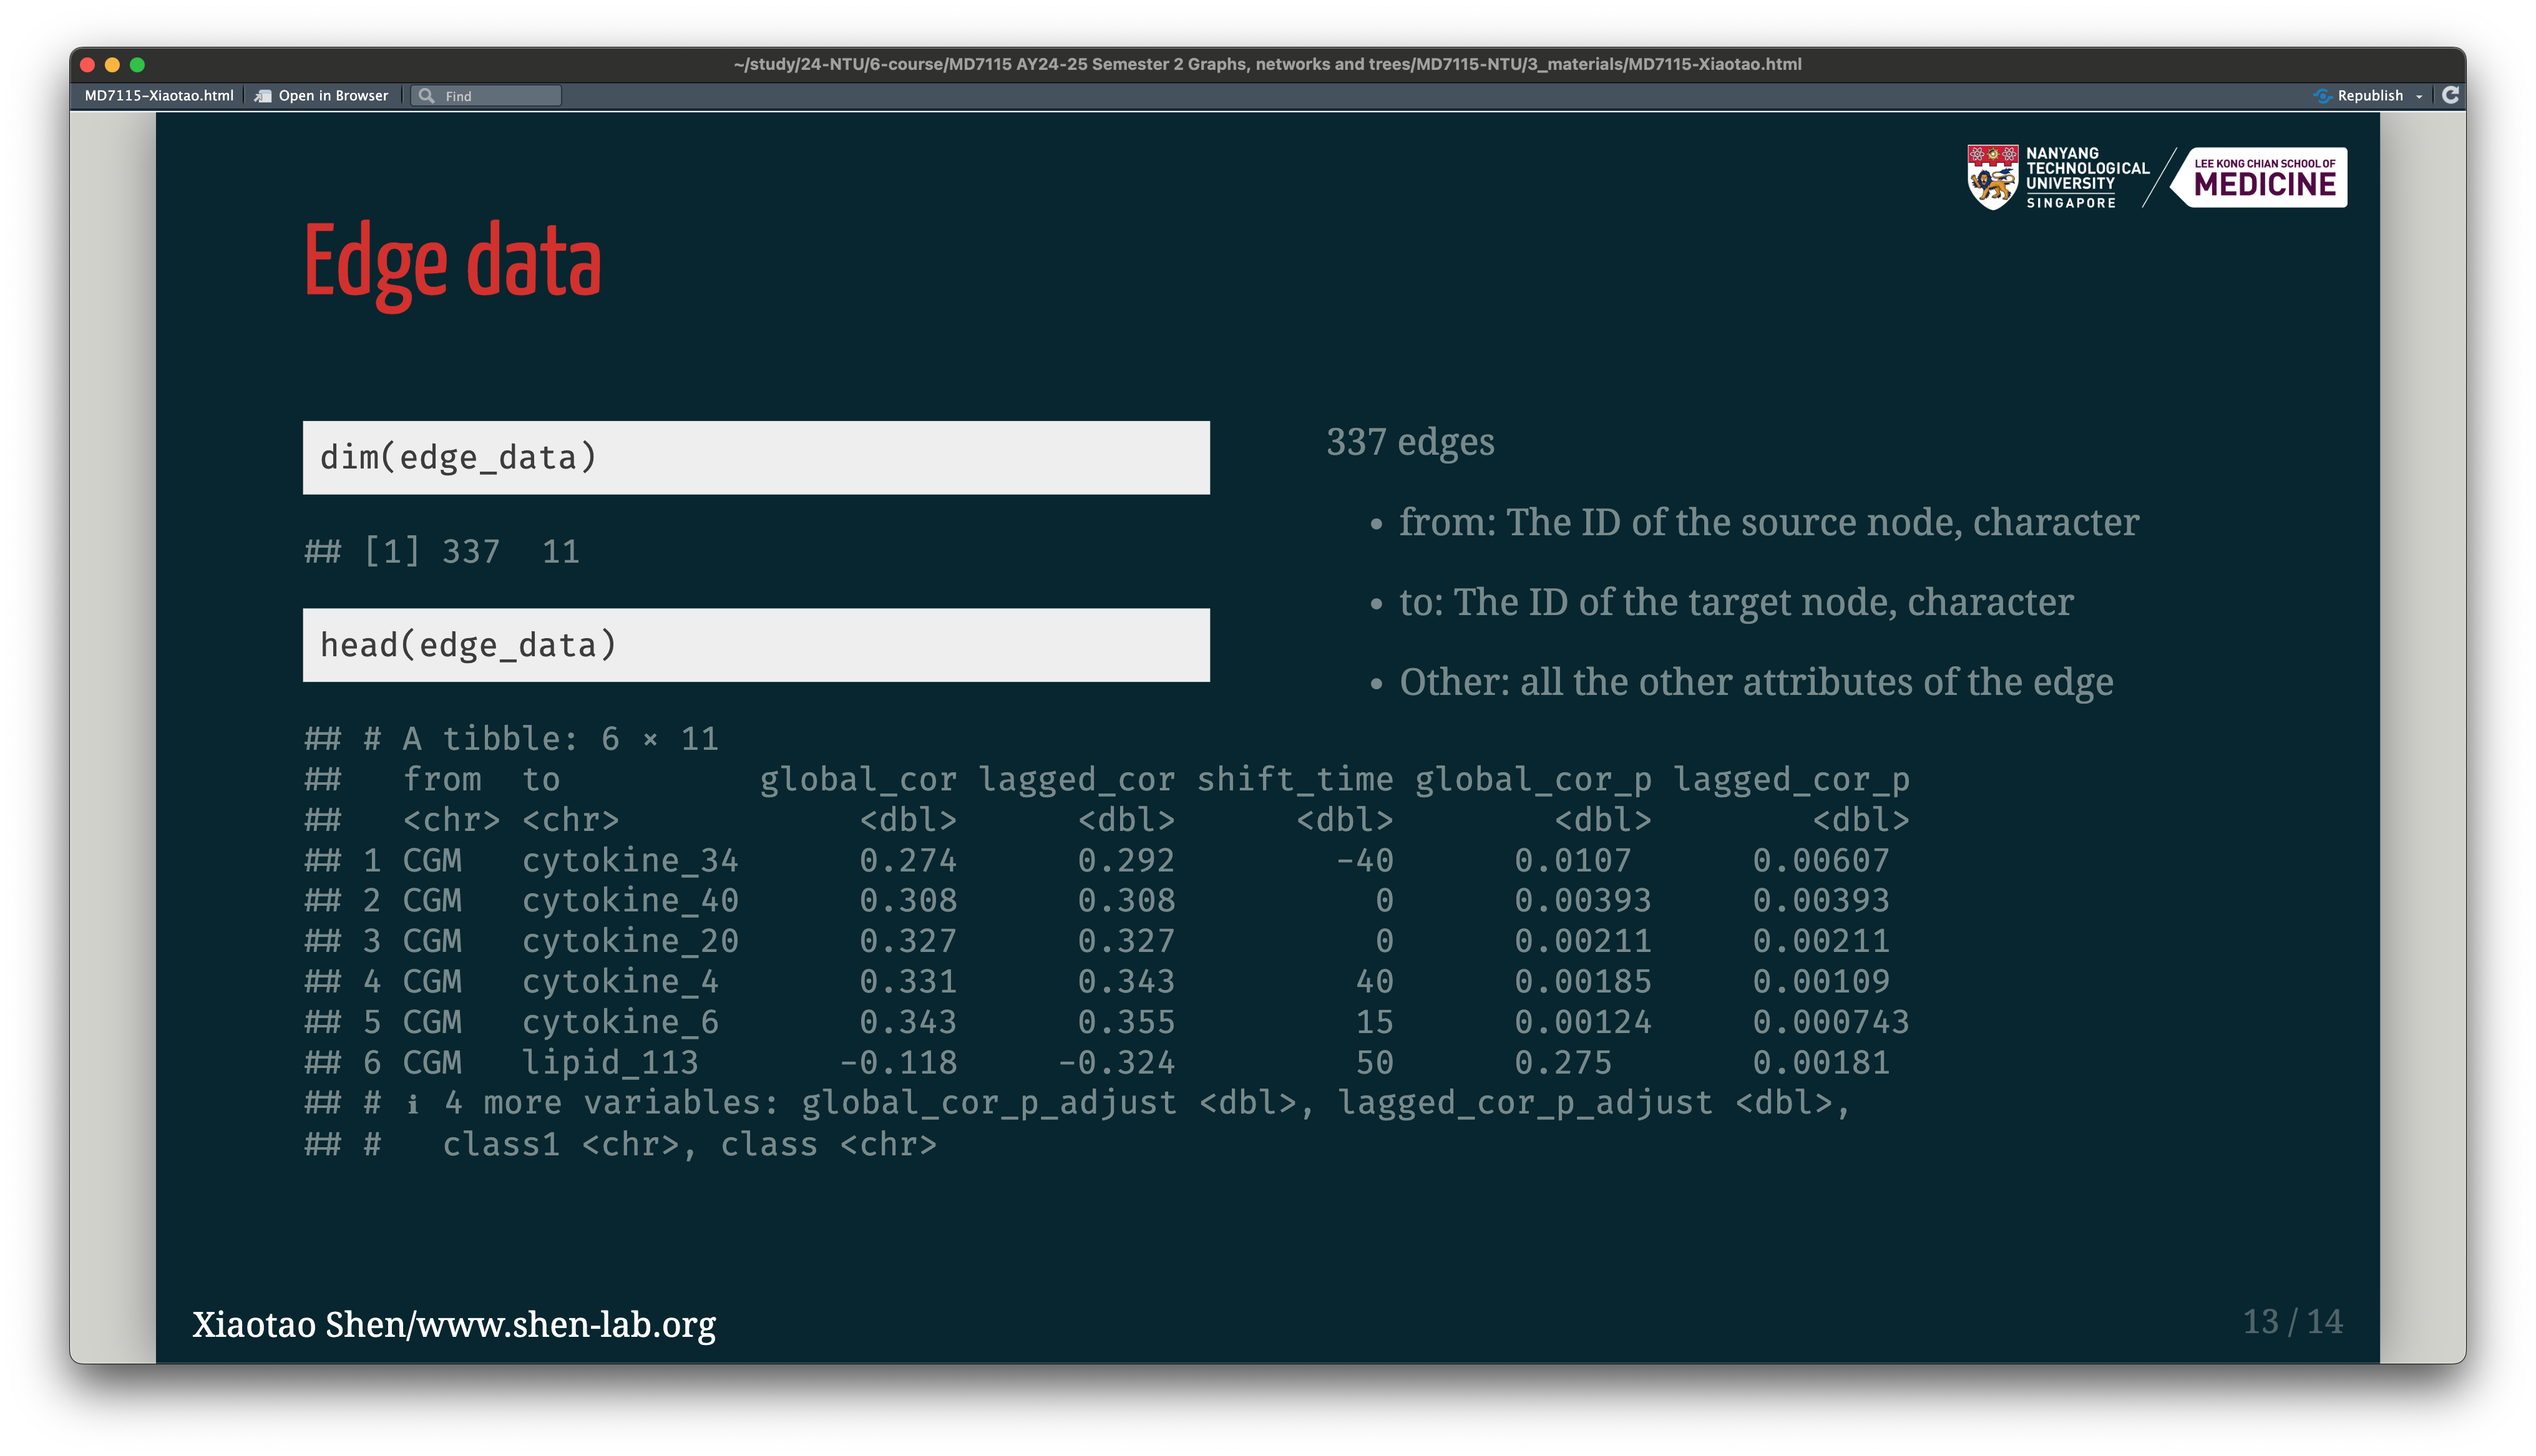 ~/study/24-NTU/6-course/MD7115 AY24-25 Semester 2 Graphs, networks and trees/MD7115-NTU/3_materials/MD7115-Xiaotao.html
MD7115-Xiaotao.html Open in Browser Find Republish
NANYANG
TECHNOLOGICAL
UNIVERSITY
SINGAPORE
LEE KONG CHIAN SCHOOL OF
MEDICINE
Edge data
dim(edge_data)
## [1] 337  11
head(edge_data)
337 edges
• from: The ID of the source node, character
• to: The ID of the target node, character
• Other: all the other attributes of the edge
## # A tibble: 6 × 11
##   from  to          global_cor lagged_cor shift_time global_cor_p lagged_cor_p
##   <chr> <chr>            <dbl>      <dbl>      <dbl>        <dbl>        <dbl>
## 1 CGM   cytokine_34      0.274      0.292        -40      0.0107      0.00607
## 2 CGM   cytokine_40      0.308      0.308          0      0.00393     0.00393
## 3 CGM   cytokine_20      0.327      0.327          0      0.00211     0.00211
## 4 CGM   cytokine_4       0.331      0.343         40      0.00185     0.00109
## 5 CGM   cytokine_6       0.343      0.355         15      0.00124     0.000743
## 6 CGM   lipid_113       -0.118     -0.324         50      0.275       0.00181
## # ℹ 4 more variables: global_cor_p_adjust <dbl>, lagged_cor_p_adjust <dbl>,
## #   class1 <chr>, class <chr>
Xiaotao Shen/www.shen-lab.org
13 / 14